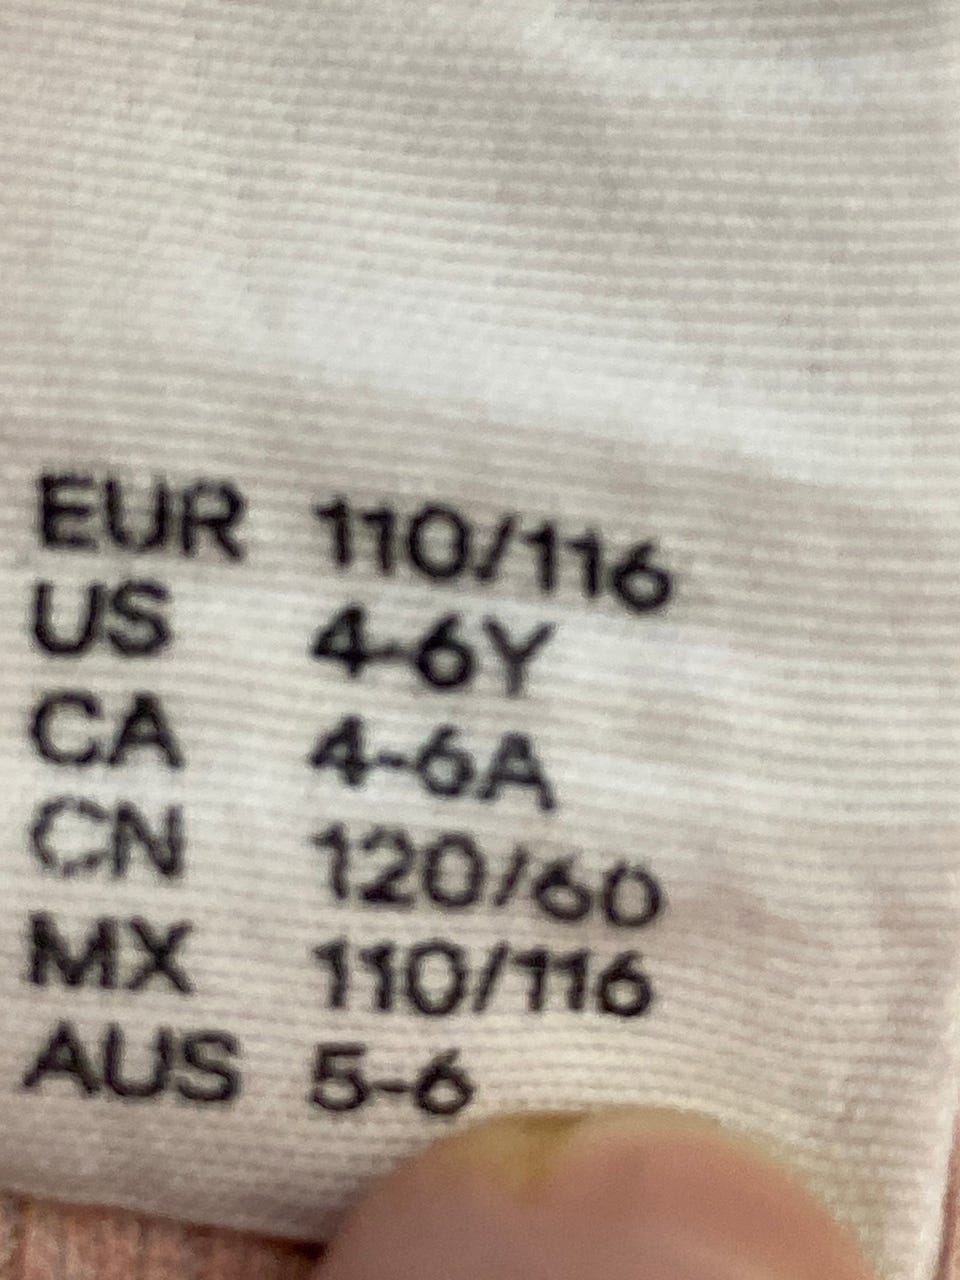 EUR 110/116
US 4-6Y
CA 4-6A
CN 120/60
MX 110/116
AUS 5-6